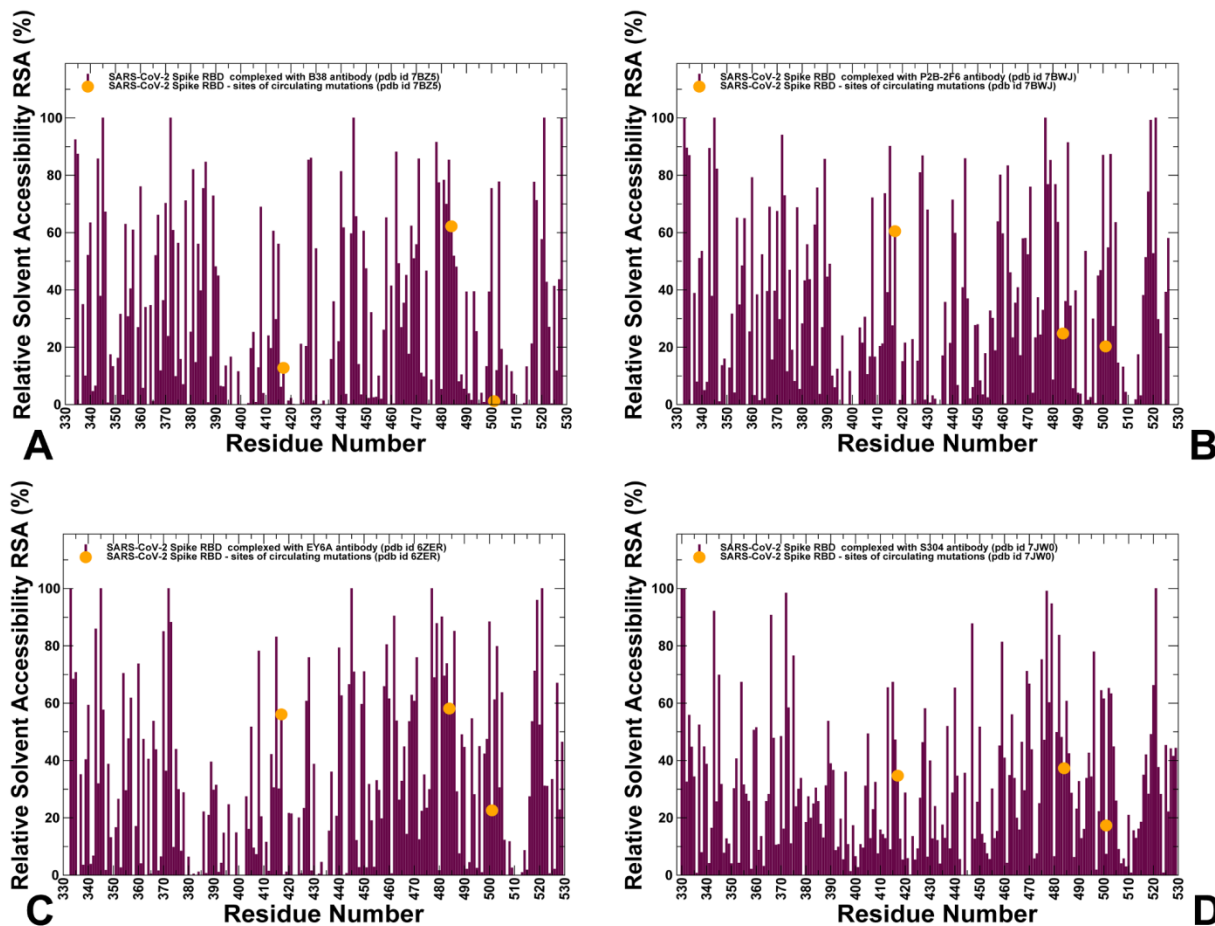 Relative Solvent Accessibility RSA (%)
SARS-CoV-2 Spike RBD complexed with B38 antibody (pdb id 7BZ5)
SARS-CoV-2 Spike RBD - sites of circulating mutations (pdb id 7BZ5)
100
80
60
40
20
0
330 340 350 360 370 380 390 400 410 420 430 440 450 460 470 480 490 500 510 520 530
Residue Number
A
Relative Solvent Accessibility RSA (%)
SARS-CoV-2 Spike RBD complexed with P2B-2F6 antibody (pdb id 7BWJ)
SARS-CoV-2 Spike RBD - sites of circulating mutations (pdb id 7BWJ)
100
80
60
40
20
0
330 340 350 360 370 380 390 400 410 420 430 440 450 460 470 480 490 500 510 520 530
Residue Number
B
Relative Solvent Accessibility RSA (%)
SARS-CoV-2 Spike RBD complexed with EY6A antibody (pdb id 6ZER)
SARS-CoV-2 Spike RBD - sites of circulating mutations (pdb id 6ZER)
100
80
60
40
20
0
330 340 350 360 370 380 390 400 410 420 430 440 450 460 470 480 490 500 510 520 530
Residue Number
C
Relative Solvent Accessibility RSA (%)
SARS-CoV-2 Spike RBD complexed with S304 antibody (pdb id 7JW0)
SARS-CoV-2 Spike RBD - sites of circulating mutations (pdb id 7JW0)
100
80
60
40
20
0
330 340 350 360 370 380 390 400 410 420 430 440 450 460 470 480 490 500 510 520 530
Residue Number
D